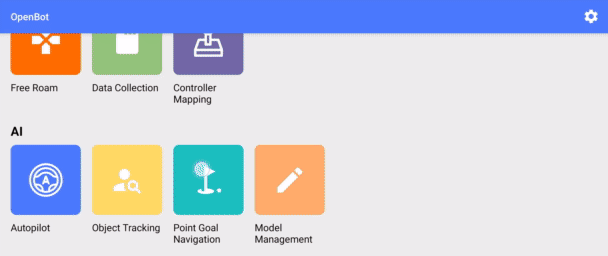 OpenBot
Free Roam
Data Collection
Controller
Mapping
AI
A
Autopilot
Object Tracking
Point Goal
Navigation
Model
Management